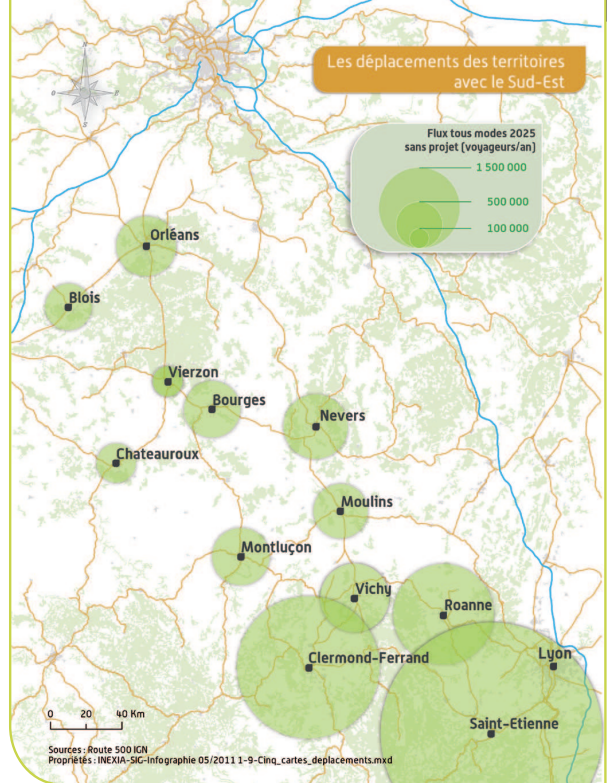 Les déplacements des territoires
avec le Sud-Est
N
O
E
S
Flux tous modes 2025
sans projet (voyageurs/an)
1 500 000
500 000
100 000
Orléans
Blois
Vierzon
Bourges
Nevers
Chateauroux
Moulins
Montluçon
Vichy
Roanne
Clermond-Ferrand
Lyon
Saint-Etienne
0 20 40 Km
Sources : Route 500 IGN
Propriétés : INEXIA-SIG-Infographie 05/2011 1-9-Cinq_cartes_deplacements.mxd